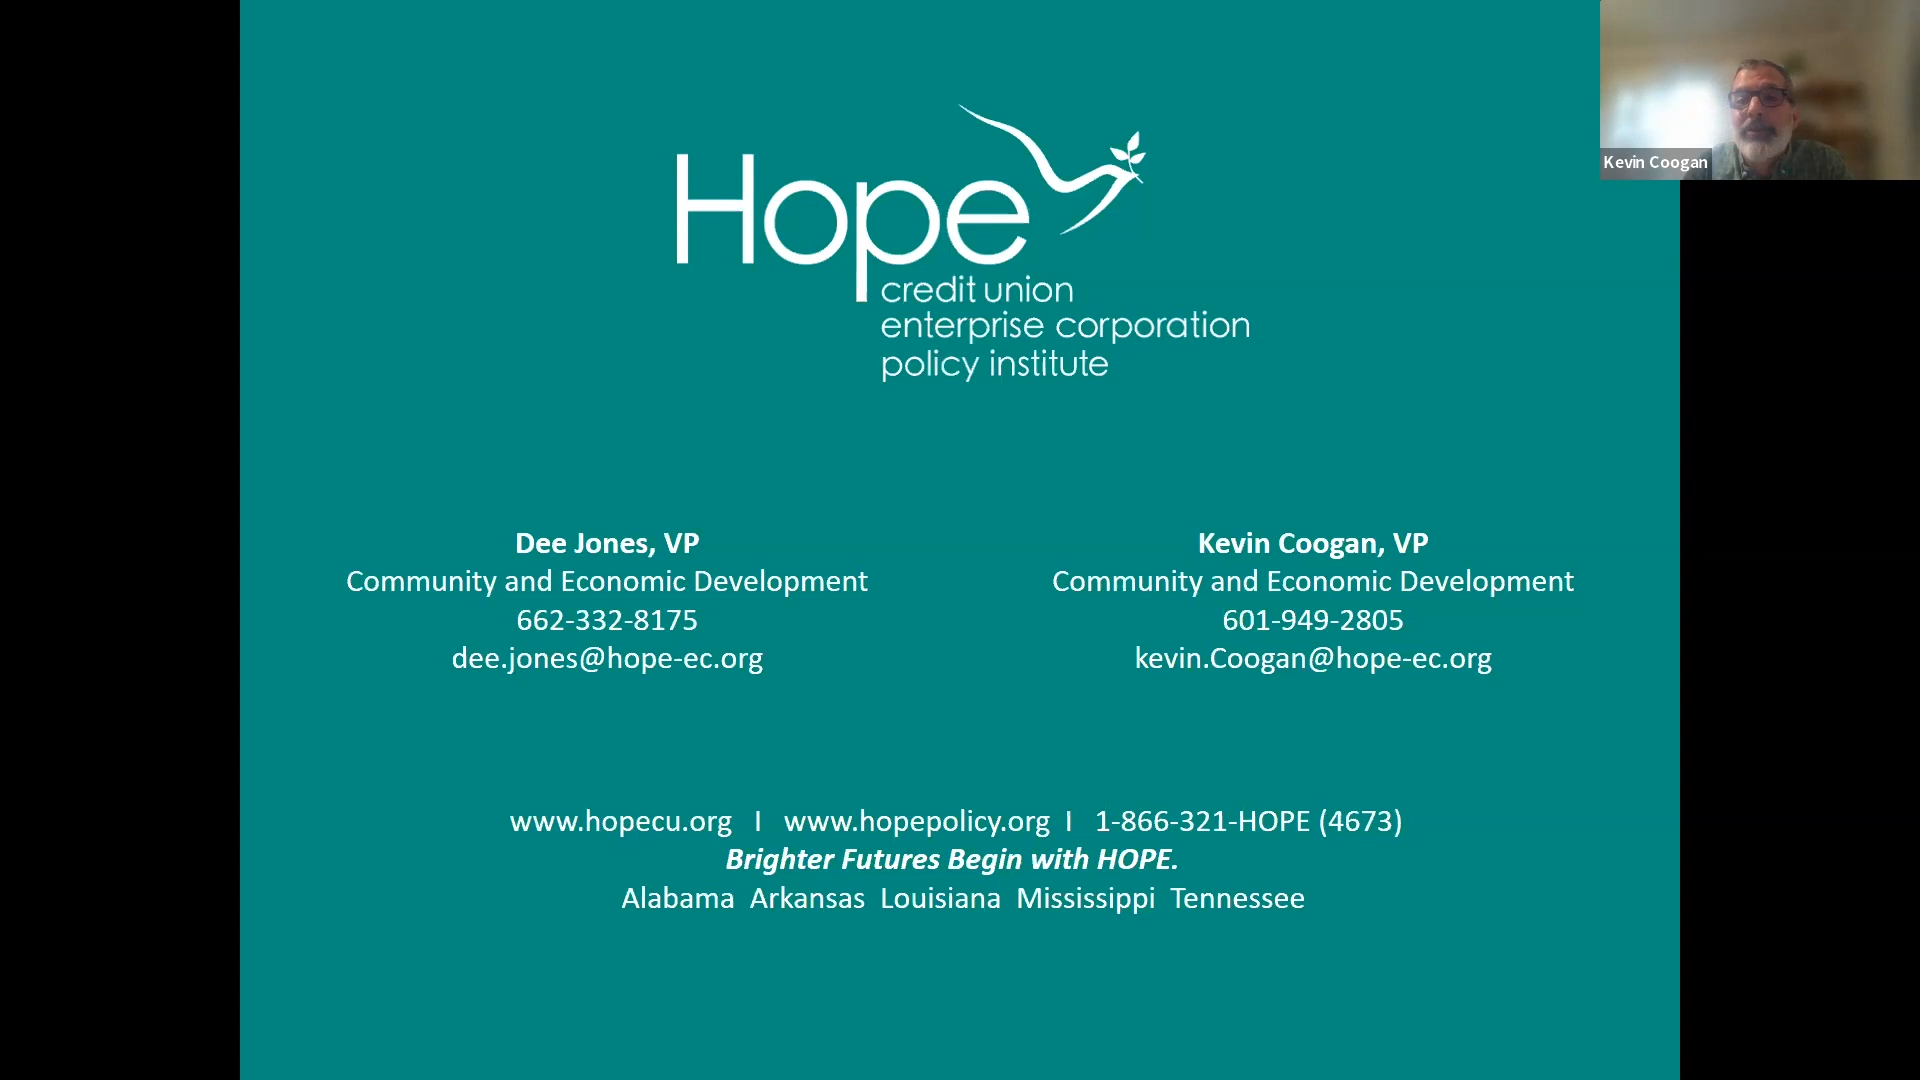 Hope
credit union
enterprise corporation
policy institute
Kevin Coogan
Dee Jones, VP
Community and Economic Development
662-332-8175
dee.jones@hope-ec.org
Kevin Coogan, VP
Community and Economic Development
601-949-2805
kevin.Coogan@hope-ec.org
www.hopecu.org I www.hopepolicy.org I 1-866-321-HOPE (4673)
Brighter Futures Begin with HOPE.
Alabama Arkansas Louisiana Mississippi Tennessee